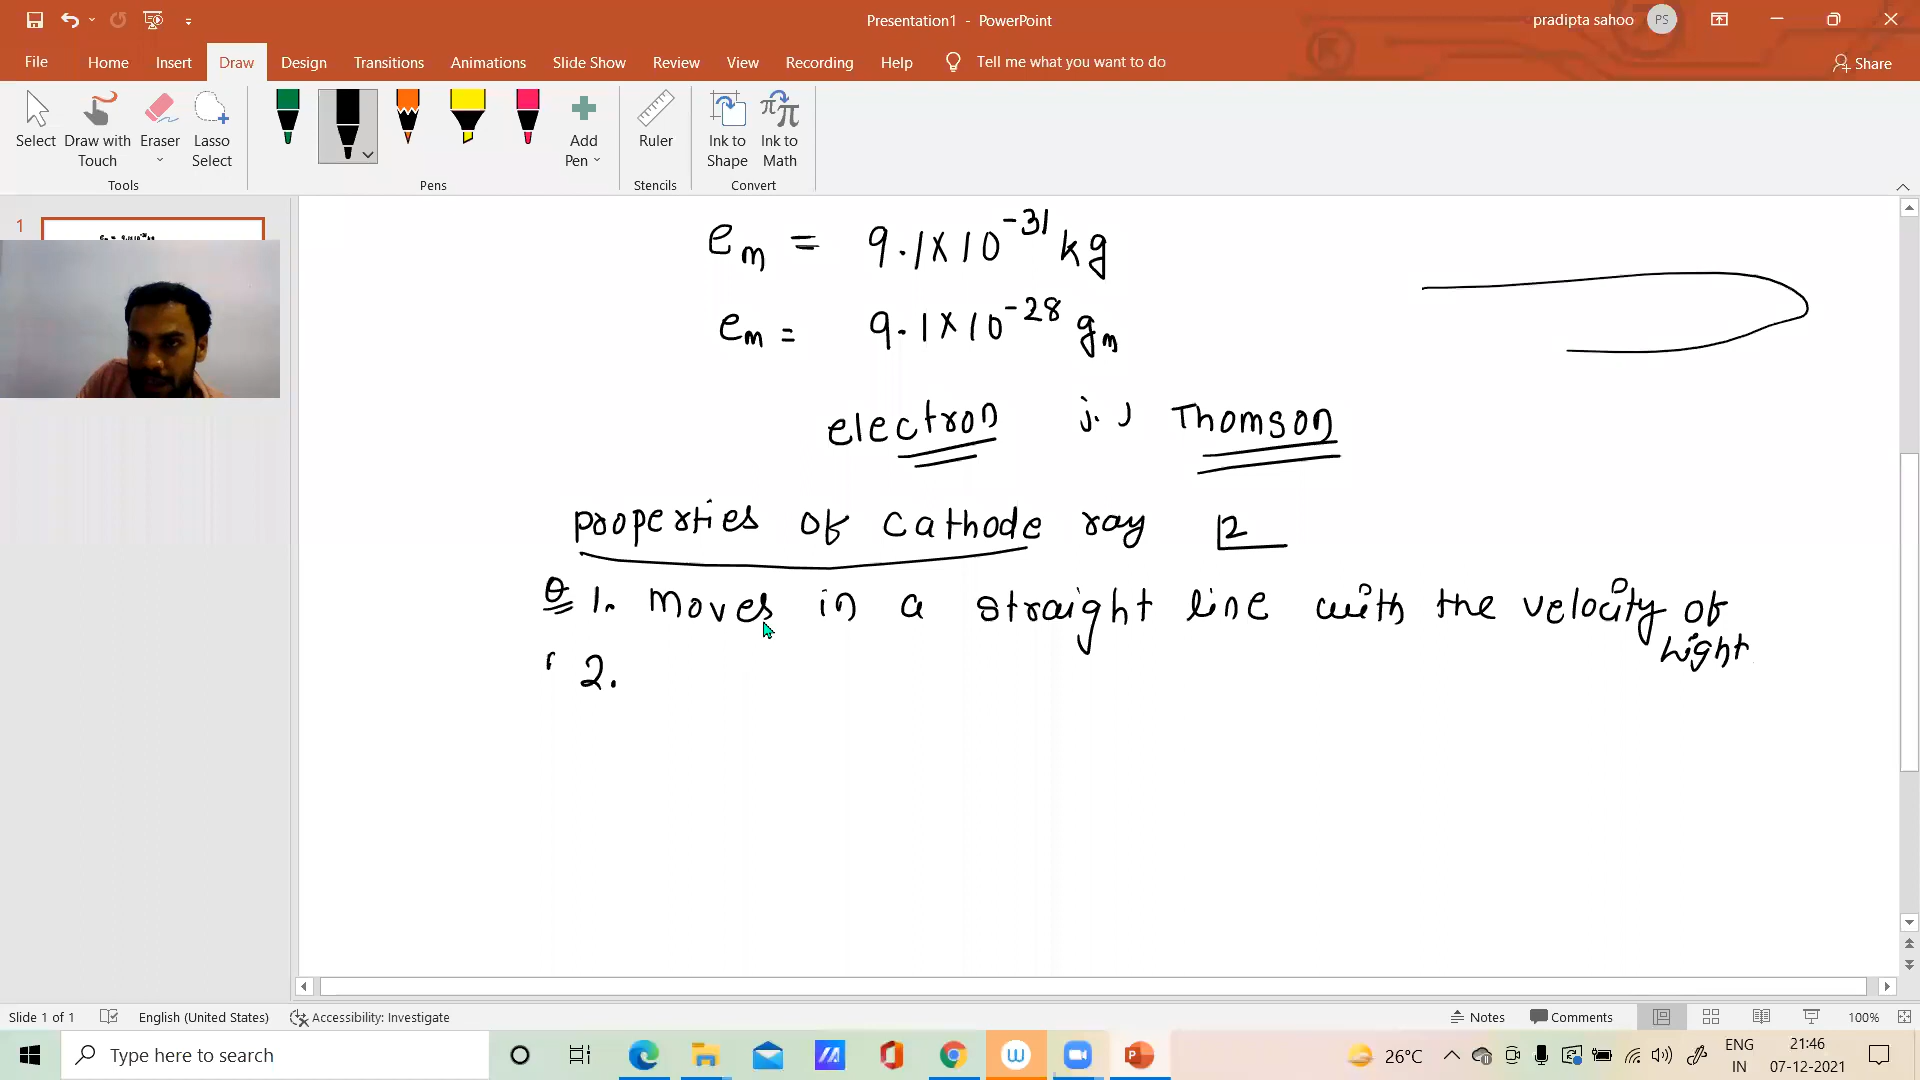 Presentation1 - PowerPoint
pradipta sahoo PS
File Home Insert Draw Design Transitions Animations Slide Show Review View Recording Help Tell me what you want to do Share
Select Draw with Touch Eraser Lasso Select Add Pen Ruler Ink to Shape Ink to Math
Tools Pens Stencils Convert
1
em = 9.1×10⁻³¹ kg
em = 9.1×10⁻²⁸ gm
electron j.J Thomson
properties of cathode ray 2
1. Moves in a straight line with the velocity of
Light
2.
Slide 1 of 1 English (United States) Accessibility: Investigate Notes Comments 100%
Type here to search 26°C ENG 21:46
IN 07-12-2021